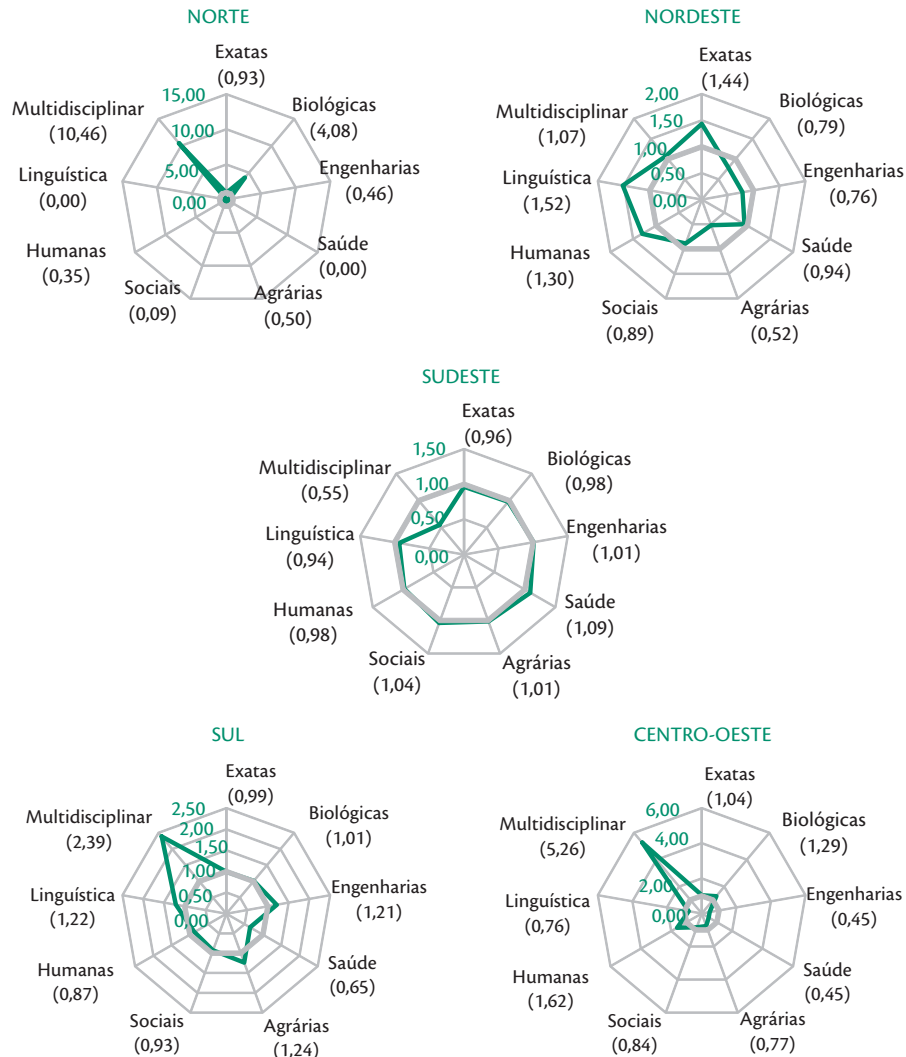 NORTE
Exatas
(0,93)
15,00
Multidisciplinar
(10,46)
Biológicas
(4,08)
10,00
Linguística
(0,00)
5,00
Engenharias
(0,46)
0,00
Humanas
(0,35)
Saúde
(0,00)
Sociais
(0,09)
Agrárias
(0,50)
NORDESTE
Exatas
(1,44)
2,00
Multidisciplinar
(1,07)
Biológicas
(0,79)
1,50
1,00
Linguística
(1,52)
Engenharias
(0,76)
0,50
0,00
Humanas
(1,30)
Saúde
(0,94)
Sociais
(0,89)
Agrárias
(0,52)
SUDESTE
Exatas
(0,96)
1,50
Multidisciplinar
(0,55)
Biológicas
(0,98)
1,00
Linguística
(0,94)
Engenharias
(1,01)
0,50
0,00
Humanas
(0,98)
Saúde
(1,09)
Sociais
(1,04)
Agrárias
(1,01)
SUL
Exatas
(0,99)
2,50
Multidisciplinar
(2,39)
Biológicas
(1,01)
2,00
1,50
1,00
Linguística
(1,22)
Engenharias
(1,21)
0,50
0,00
Humanas
(0,87)
Saúde
(0,65)
Sociais
(0,93)
Agrárias
(1,24)
CENTRO-OESTE
Exatas
(1,04)
6,00
Multidisciplinar
(5,26)
Biológicas
(1,29)
4,00
2,00
Linguística
(0,76)
Engenharias
(0,45)
0,00
Humanas
(1,62)
Saúde
(0,45)
Sociais
(0,84)
Agrárias
(0,77)